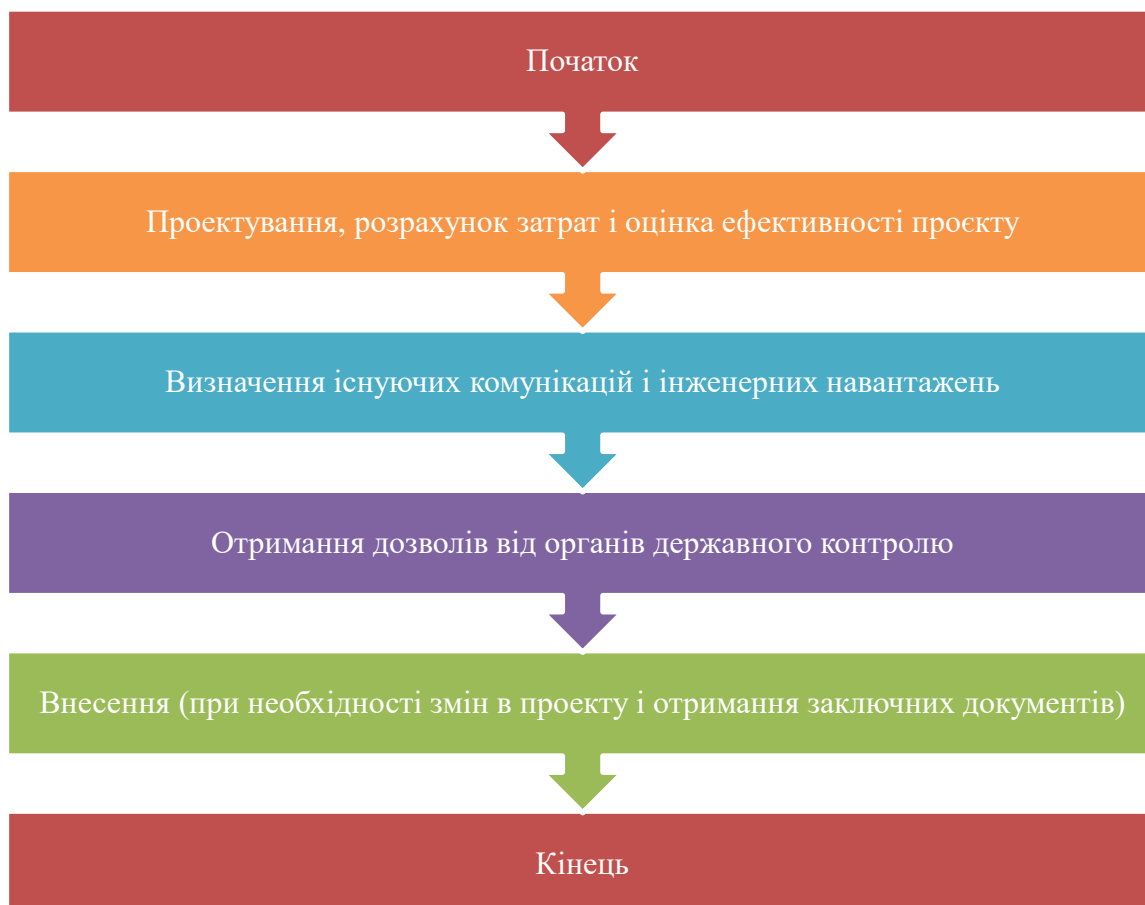 Початок
Проектування, розрахунок затрат і оцінка ефективності проєкту
Визначення існуючих комунікацій і інженерних навантажень
Отримання дозволів від органів державного контролю
Внесення (при необхідності змін в проекту і отримання заключних документів)
Кінець